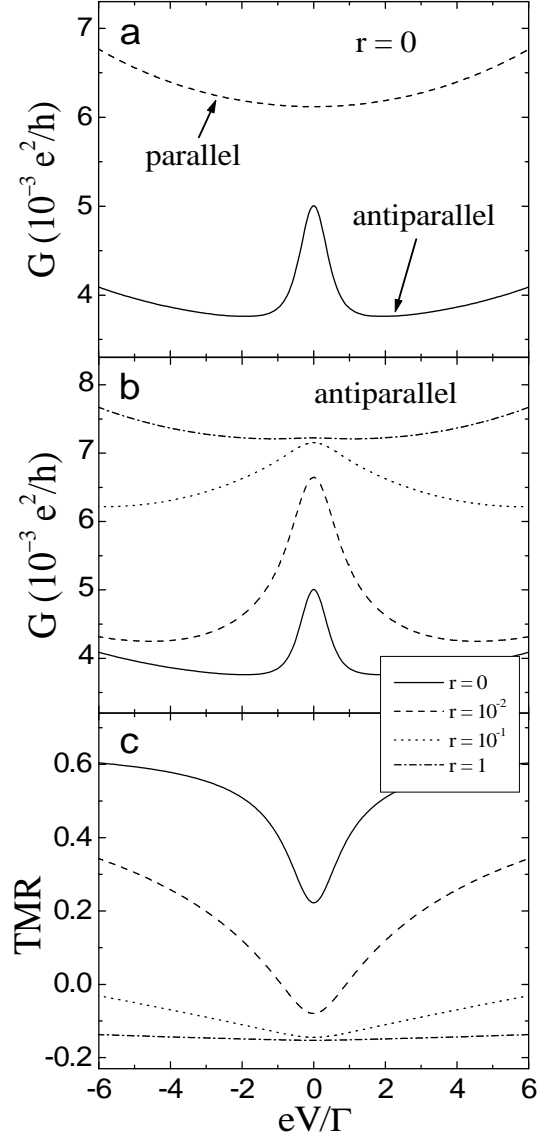 a
r = 0
7
6
5
4
parallel
antiparallel
G (10⁻³ e²/h)
b
antiparallel
8
7
6
5
4
G (10⁻³ e²/h)
r = 0
r = 10⁻²
r = 10⁻¹
r = 1
c
0.6
0.4
0.2
0.0
-0.2
TMR
-6 -4 -2 0 2 4 6
eV/Γ